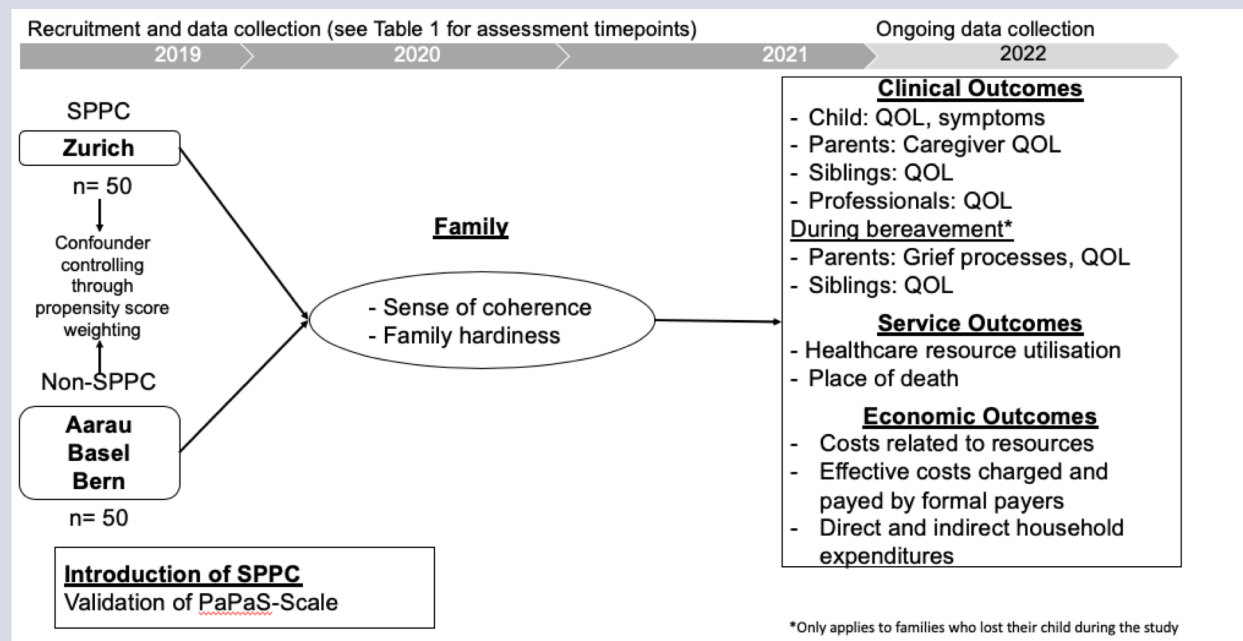 Recruitment and data collection (see Table 1 for assessment timepoints)
Ongoing data collection
2019
2020
2021
2022
SPPC
Zurich
n= 50
Confounder
controlling
through
propensity score
weighting
Non-SPPC
Aarau
Basel
Bern
n= 50
Introduction of SPPC
Validation of PaPaS-Scale
Family
- Sense of coherence
- Family hardiness
Clinical Outcomes
- Child: QOL, symptoms
- Parents: Caregiver QOL
- Siblings: QOL
- Professionals: QOL
During bereavement*
- Parents: Grief processes, QOL
- Siblings: QOL
Service Outcomes
- Healthcare resource utilisation
- Place of death
Economic Outcomes
- Costs related to resources
- Effective costs charged and
payed by formal payers
- Direct and indirect household
expenditures
*Only applies to families who lost their child during the study